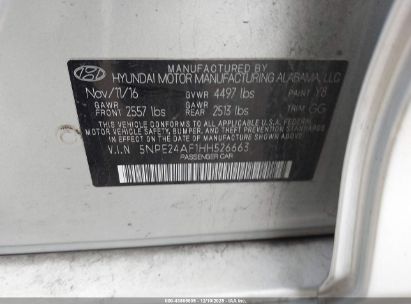 HYUNDAI MOTOR MANUFACTURING ALABAMA, LLC
Nov/11/16 GVWR 4497 lbs PAINT Y8
GAWR FRONT 2557 lbs GAWR REAR 2513 lbs TRIM GG
THIS VEHICLE CONFORMS TO ALL APPLICABLE
U.S. FEDERAL MOTOR VEHICLE SAFETY, BUMPER
AND THEFT PREVENTION STANDARDS
IN EFFECT ON THE DATE OF MANUFACTURE
SHOWN ABOVE.
V.I.N 5NPE24AF1HH526663
PASSENGER CAR